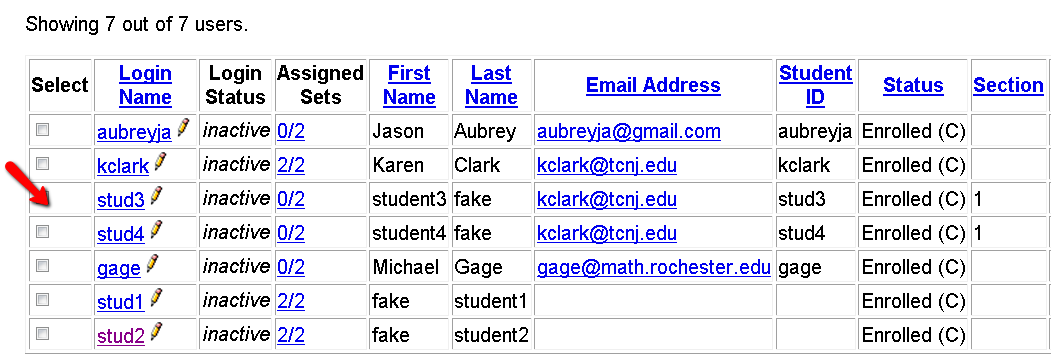 Showing 7 out of 7 users.
Select Login Name Login Status Assigned Sets First Name Last Name Email Address Student ID Status Section
aubreyja inactive 0/2 Jason Aubrey aubreyja@gmail.com aubreyja Enrolled (C)
kclark inactive 2/2 Karen Clark kclark@tcnj.edu kclark Enrolled (C)
stud3 inactive 0/2 student3 fake kclark@tcnj.edu stud3 Enrolled (C) 1
stud4 inactive 0/2 student4 fake kclark@tcnj.edu stud4 Enrolled (C) 1
gage inactive 0/2 Michael Gage gage@math.rochester.edu gage Enrolled (C)
stud1 inactive 2/2 fake student1 Enrolled (C)
stud2 inactive 2/2 fake student2 Enrolled (C)